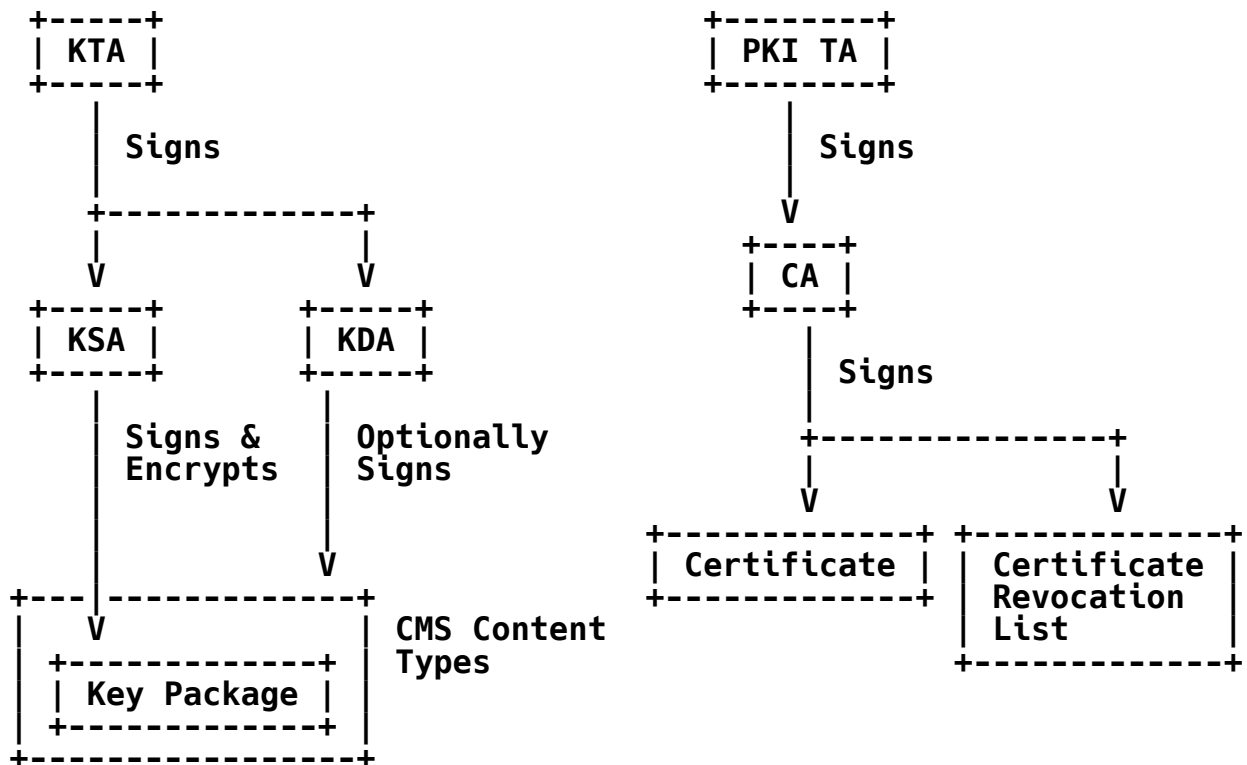 KTA PKI TA
Signs Signs
CA
KSA KDA
Signs
Signs & Optionally
Encrypts Signs
Certificate Certificate
Revocation
CMS Content List
Types
Key Package